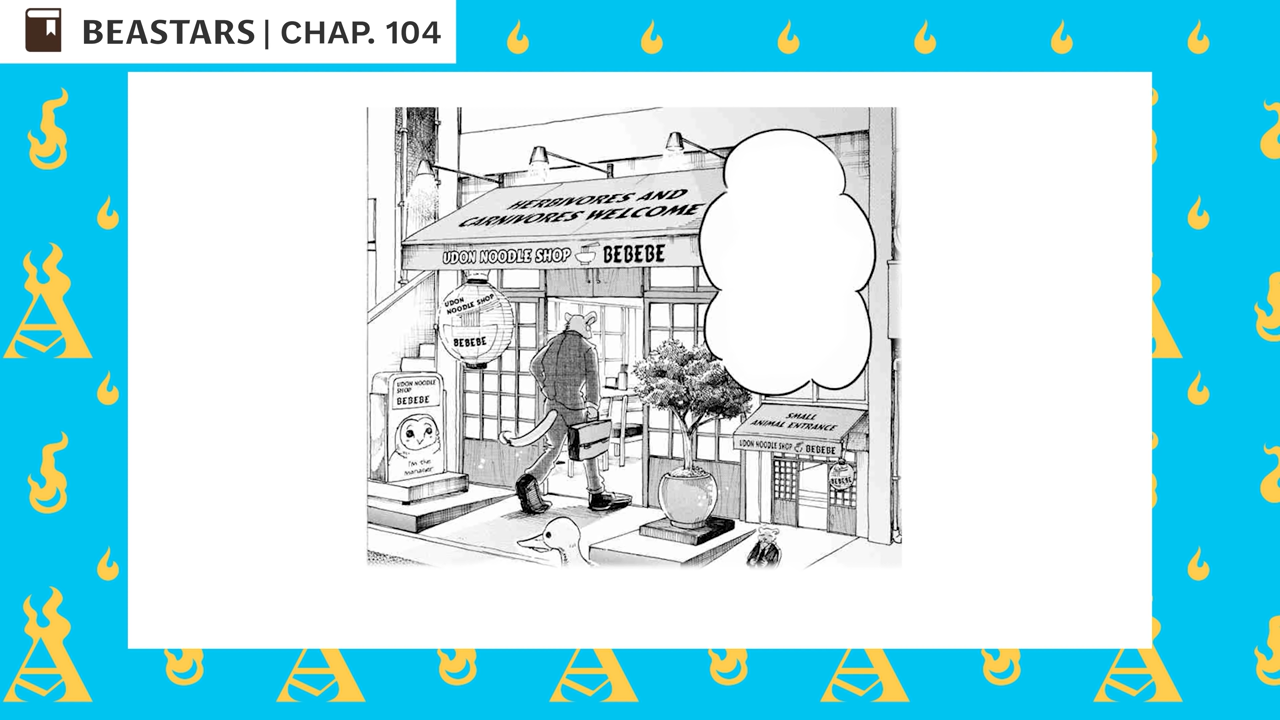 BEASTARS | CHAP. 104
HERBIVORES AND
CARNIVORES WELCOME
UDON NOODLE SHOP BEBEBE
UDON
NOODLE SHOP
BEBEBE
UDON NOODLE
SHOP
BEBEBE
I'm the
manager
SMALL
ANIMAL ENTRANCE
UDON NOODLE SHOP BEBEBE
BEBEBE